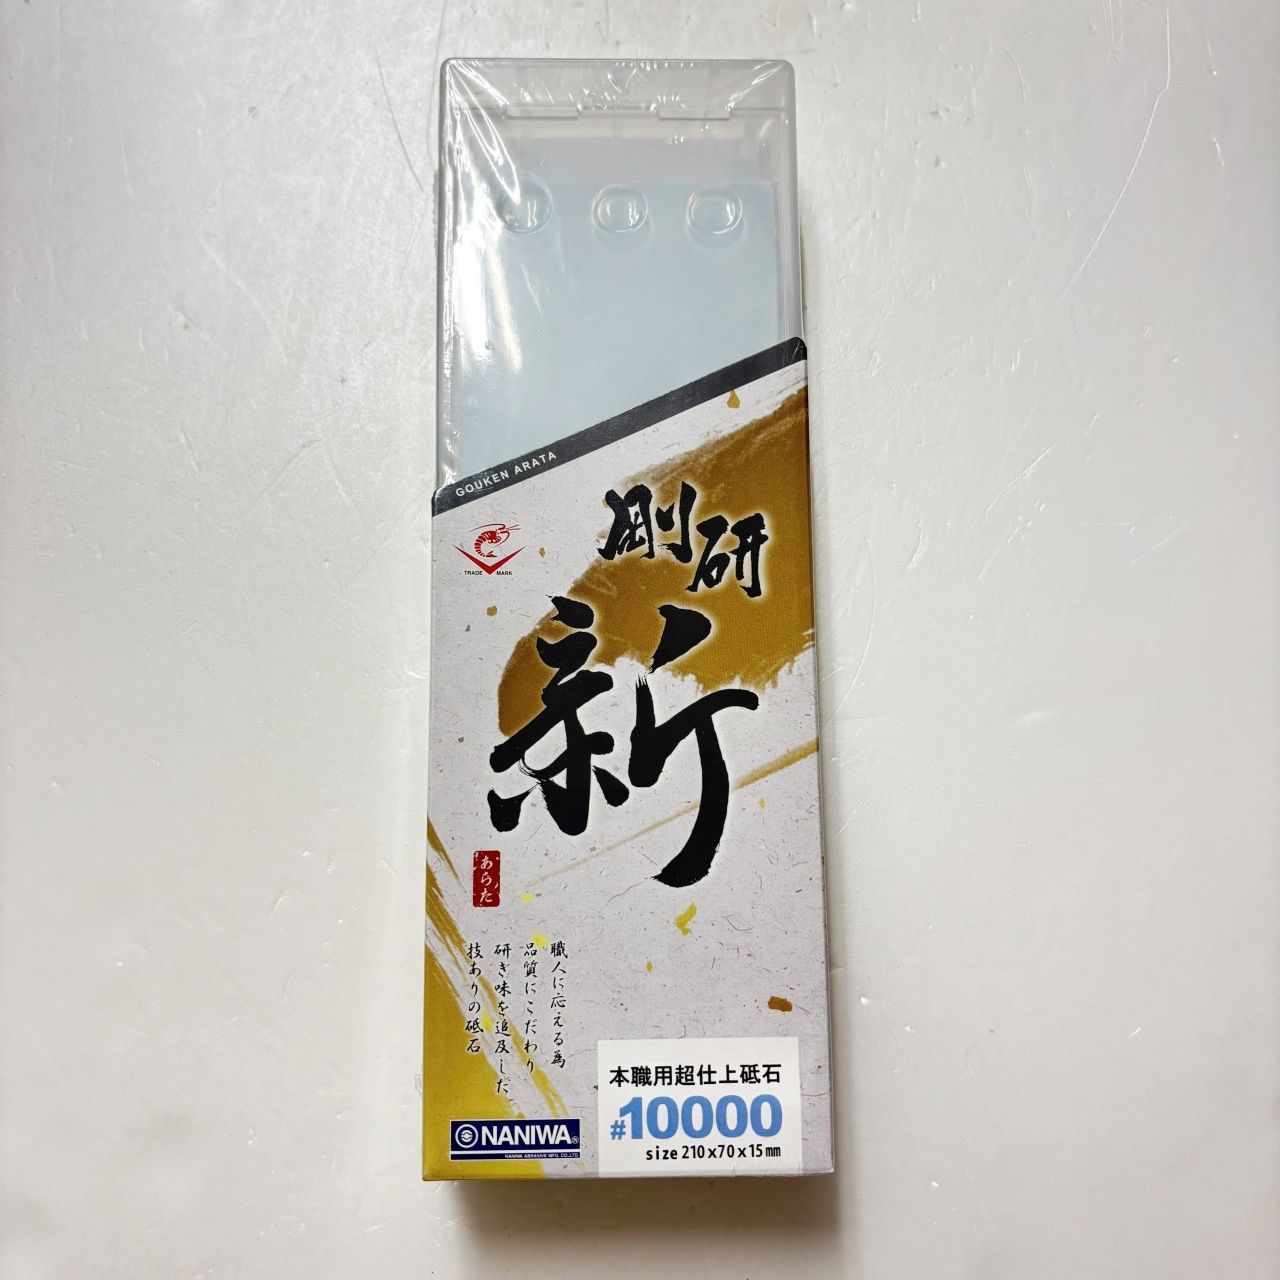 GOUKEN ARATA
TRADE MARK
剛研
新
あらた
職人に応える為
品質にこだわり
研ぎ味を追及した
技ありの砥石
本職用超仕上砥石
#10000
size 210x70x15mm
NANIWA®
NANIWA ABRASIVE MFG. CO.,LTD.